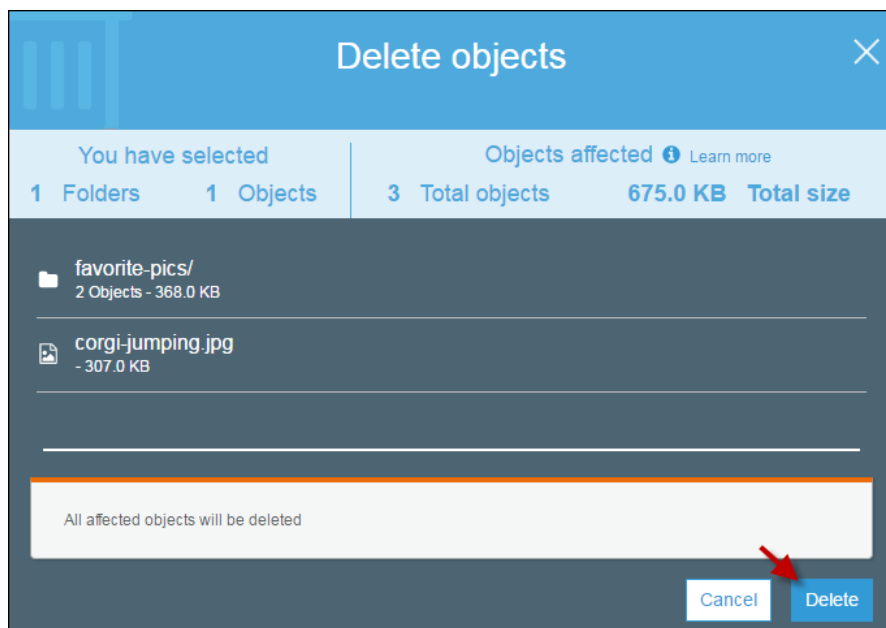 Delete objects
You have selected
1 Folders 1 Objects
Objects affected Learn more
3 Total objects 675.0 KB Total size
favorite-pics/
2 Objects - 368.0 KB
corgi-jumping.jpg
- 307.0 KB
All affected objects will be deleted
Cancel Delete